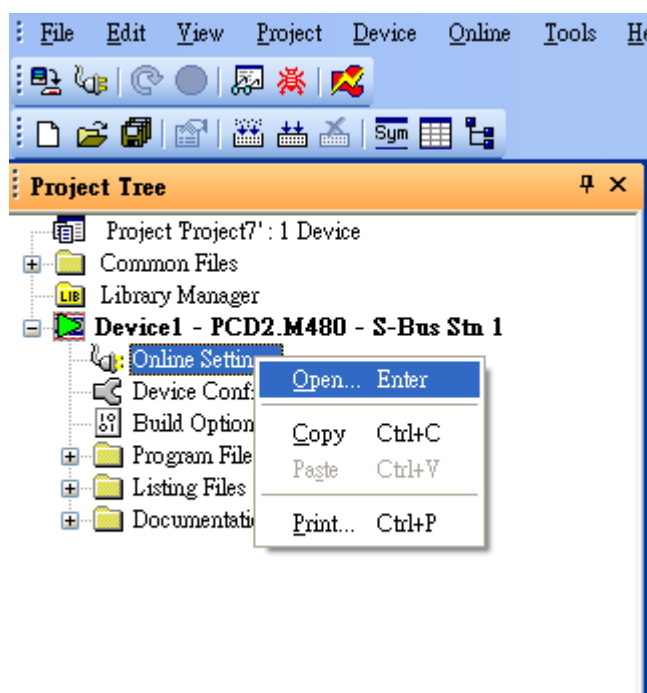 File Edit View Project Device Online Tools He
Sym
Project Tree
Project 'Project7' : 1 Device
Common Files
LIB Library Manager
Device1 - PCD2.M480 - S-Bus Stn 1
Online Settin
Device Conf
Build Option
Program File
Listing Files
Documentati
Open... Enter
Copy Ctrl+C
Paste Ctrl+V
Print... Ctrl+P